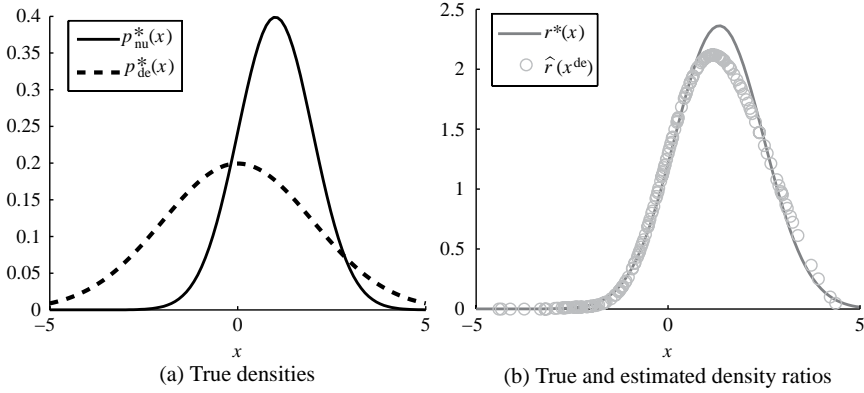 0.4
0.35
0.3
0.25
0.2
0.15
0.1
0.05
0
−5
0
5
x
p*nu(x)
p*de(x)
(a) True densities
2.5
2
1.5
1
0.5
0
−5
0
5
x
r*(x)
r̂(x^de)
(b) True and estimated density ratios